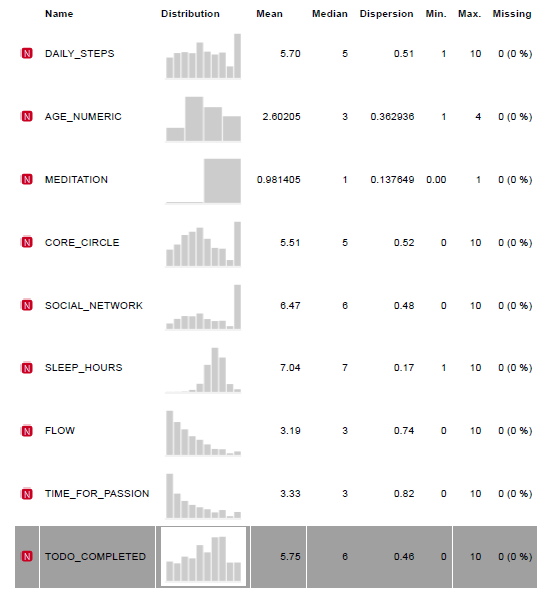 Name Distribution Mean Median Dispersion Min. Max. Missing
N DAILY_STEPS 5.70 5 0.51 1 10 0 (0 %)
N AGE_NUMERIC 2.60205 3 0.362936 1 4 0 (0 %)
N MEDITATION 0.981405 1 0.137649 0.00 1 0 (0 %)
N CORE_CIRCLE 5.51 5 0.52 0 10 0 (0 %)
N SOCIAL_NETWORK 6.47 6 0.48 0 10 0 (0 %)
N SLEEP_HOURS 7.04 7 0.17 1 10 0 (0 %)
N FLOW 3.19 3 0.74 0 10 0 (0 %)
N TIME_FOR_PASSION 3.33 3 0.82 0 10 0 (0 %)
N TODO_COMPLETED 5.75 6 0.46 0 10 0 (0 %)